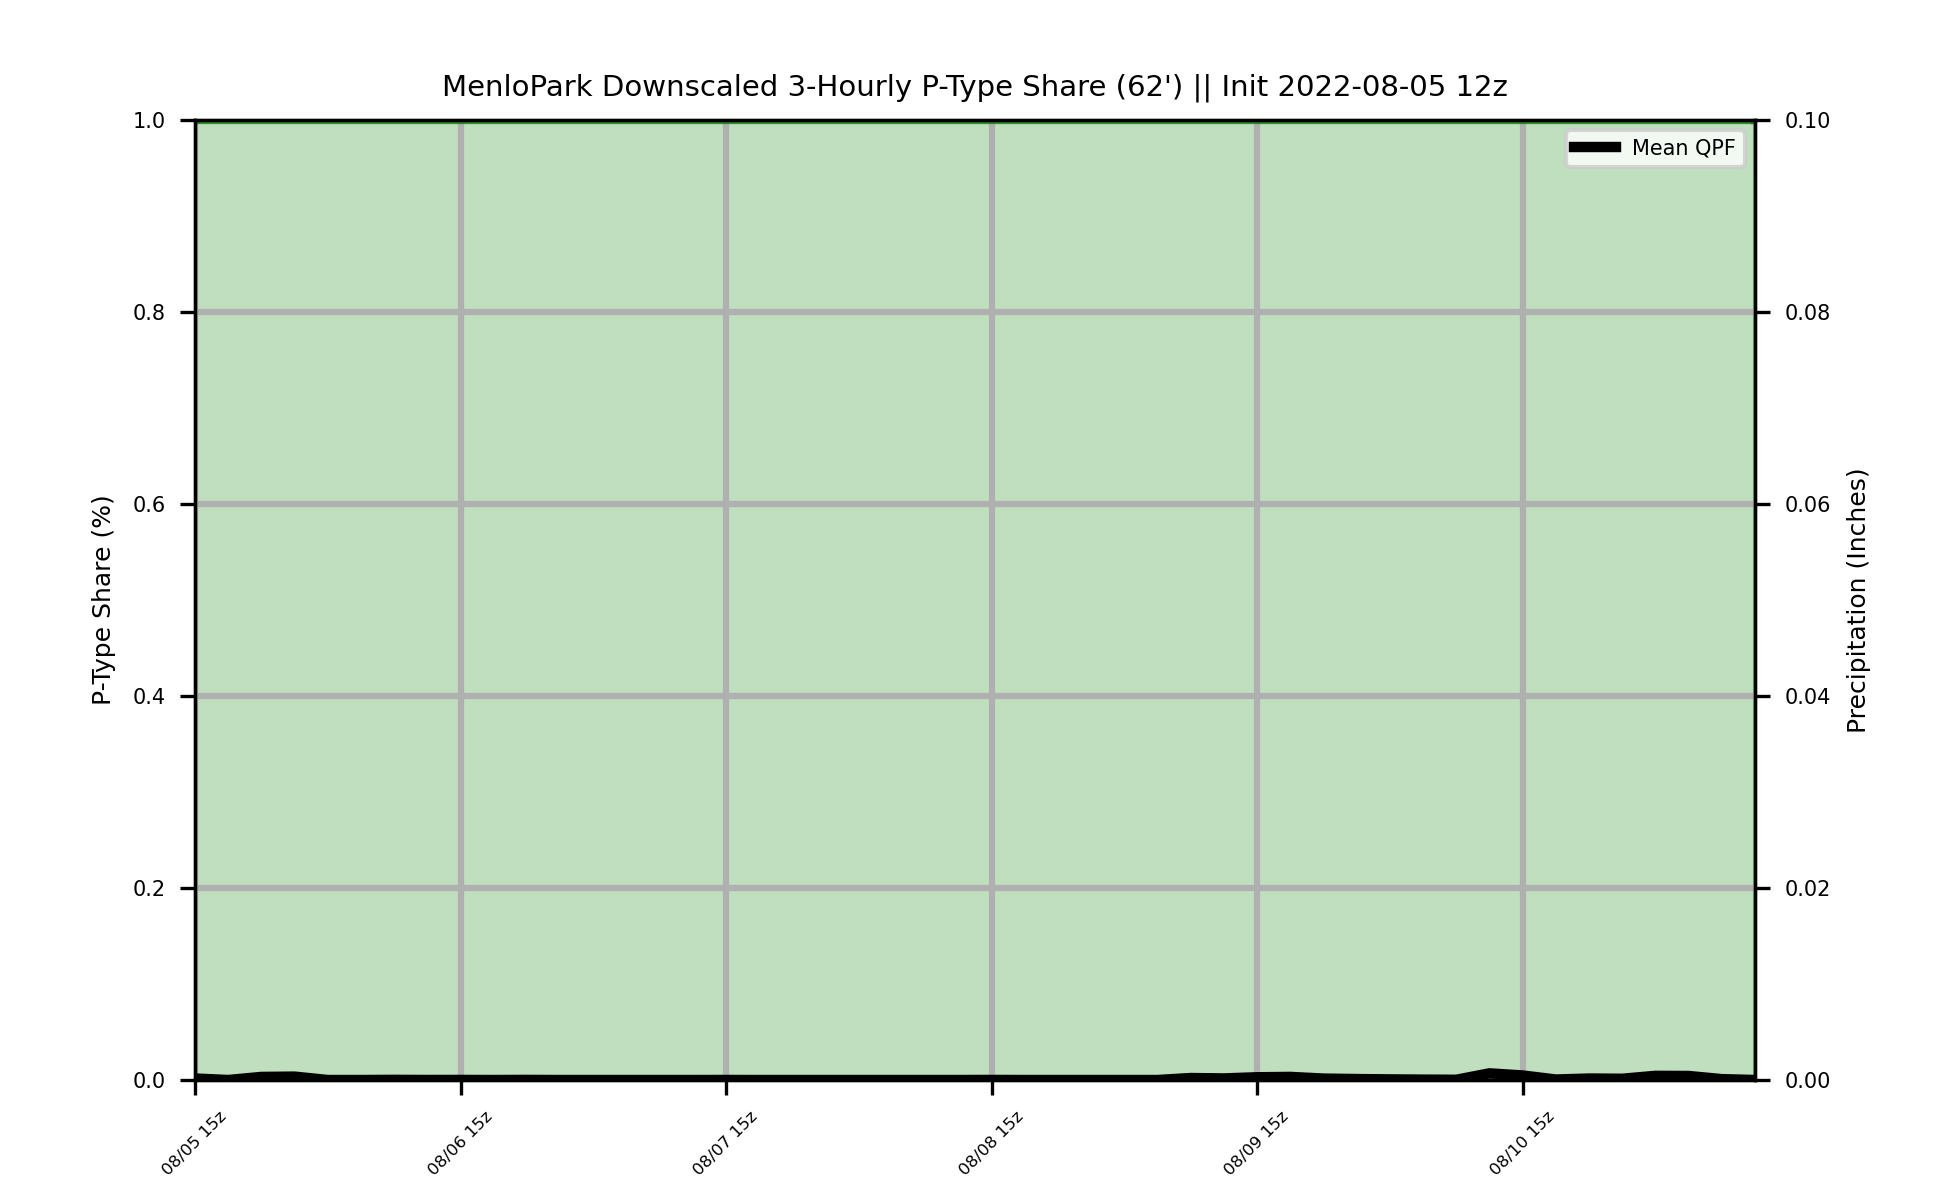 MenloPark Downscaled 3-Hourly P-Type Share (62') || Init 2022-08-05 12z
Mean QPF
P-Type Share (%)
1.0
0.8
0.6
0.4
0.2
0.0
0.10
0.08
0.06
0.04
0.02
0.00
Precipitation (Inches)
08/05 15z
08/06 15z
08/07 15z
08/08 15z
08/09 15z
08/10 15z